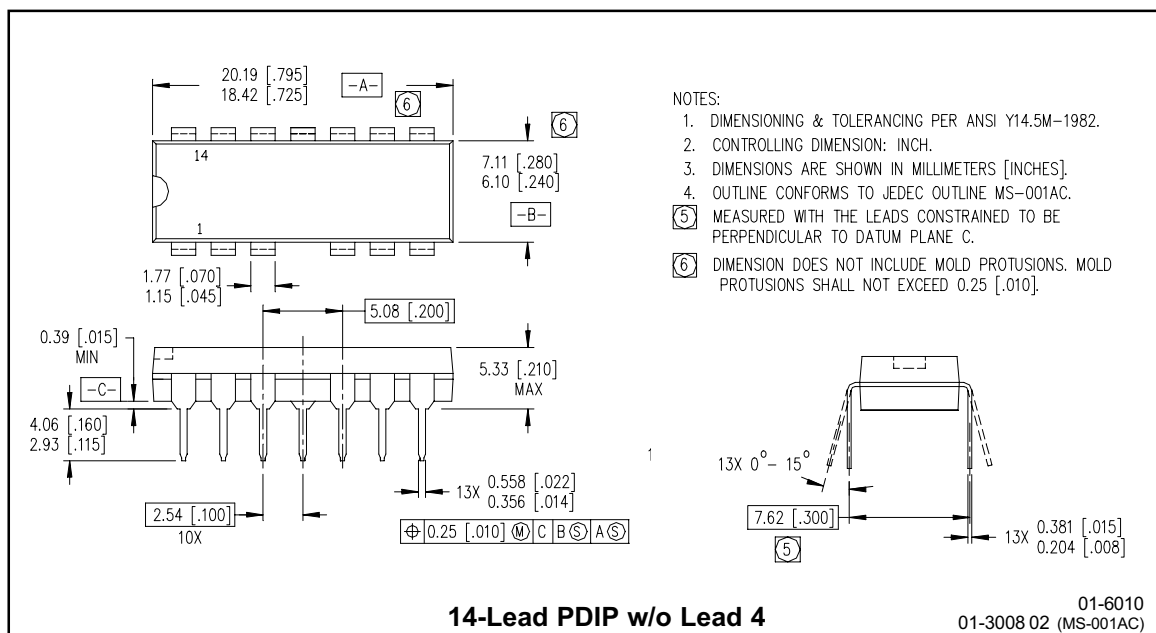 20.19 [.795]
18.42 [.725]
-A-
6
6
14
1
7.11 [.280]
6.10 [.240]
-B-
1.77 [.070]
1.15 [.045]
5.08 [.200]
0.39 [.015]
MIN
-C-
5.33 [.210]
MAX
4.06 [.160]
2.93 [.115]
13X 0.558 [.022]
0.356 [.014]
2.54 [.100]
10X
⌖ 0.25 [.010] Ⓜ C B Ⓢ A Ⓢ
NOTES:
1. DIMENSIONING & TOLERANCING PER ANSI Y14.5M-1982.
2. CONTROLLING DIMENSION: INCH.
3. DIMENSIONS ARE SHOWN IN MILLIMETERS [INCHES].
4. OUTLINE CONFORMS TO JEDEC OUTLINE MS-001AC.
5 MEASURED WITH THE LEADS CONSTRAINED TO BE
PERPENDICULAR TO DATUM PLANE C.
6 DIMENSION DOES NOT INCLUDE MOLD PROTUSIONS. MOLD
PROTUSIONS SHALL NOT EXCEED 0.25 [.010].
1
13X 0°- 15°
7.62 [.300]
5
13X 0.381 [.015]
0.204 [.008]
14-Lead PDIP w/o Lead 4
01-6010
01-3008 02 (MS-001AC)